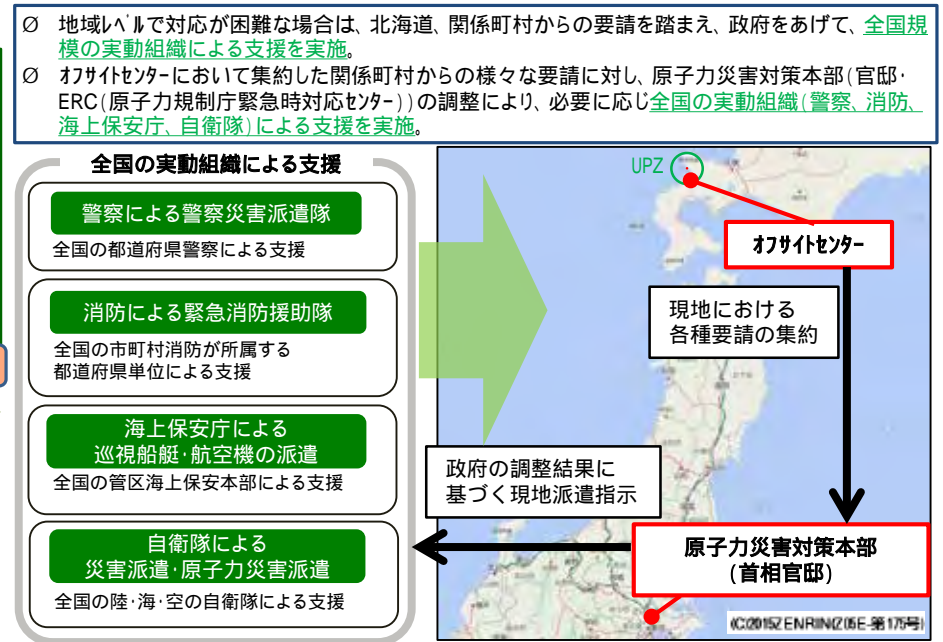 Ø 地域ﾚﾍﾞﾙで対応が困難な場合は、北海道、関係町村からの要請を踏まえ、政府をあげて、全国規
模の実動組織による支援を実施。
Ø ｵﾌｻｲﾄｾﾝﾀｰにおいて集約した関係町村からの様々な要請に対し、原子力災害対策本部(官邸・
ERC(原子力規制庁緊急時対応ｾﾝﾀｰ))の調整により、必要に応じ全国の実動組織(警察、消防、
海上保安庁、自衛隊)による支援を実施。
全国の実動組織による支援
警察による警察災害派遣隊
全国の都道府県警察による支援
消防による緊急消防援助隊
全国の市町村消防が所属する
都道府県単位による支援
海上保安庁による
巡視船艇・航空機の派遣
全国の管区海上保安本部による支援
自衛隊による
災害派遣・原子力災害派遣
全国の陸・海・空の自衛隊による支援
UPZ
ｵﾌｻｲﾄｾﾝﾀｰ
現地における
各種要請の集約
政府の調整結果に
基づく現地派遣指示
原子力災害対策本部
(首相官邸)
(C)2015ZENRIN(Z05E-第175号)